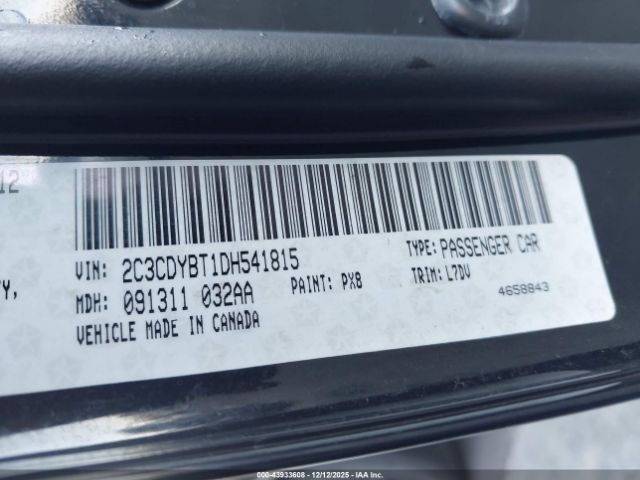 12
Y,
VIN: 2C3CDYBT1DH541815 TYPE: PASSENGER CAR
MDH: 091311 032AA PAINT: PX8 TRIM: L7DV
VEHICLE MADE IN CANADA 4658843
000-43933608 - 12/12/2025 - IAA Inc.